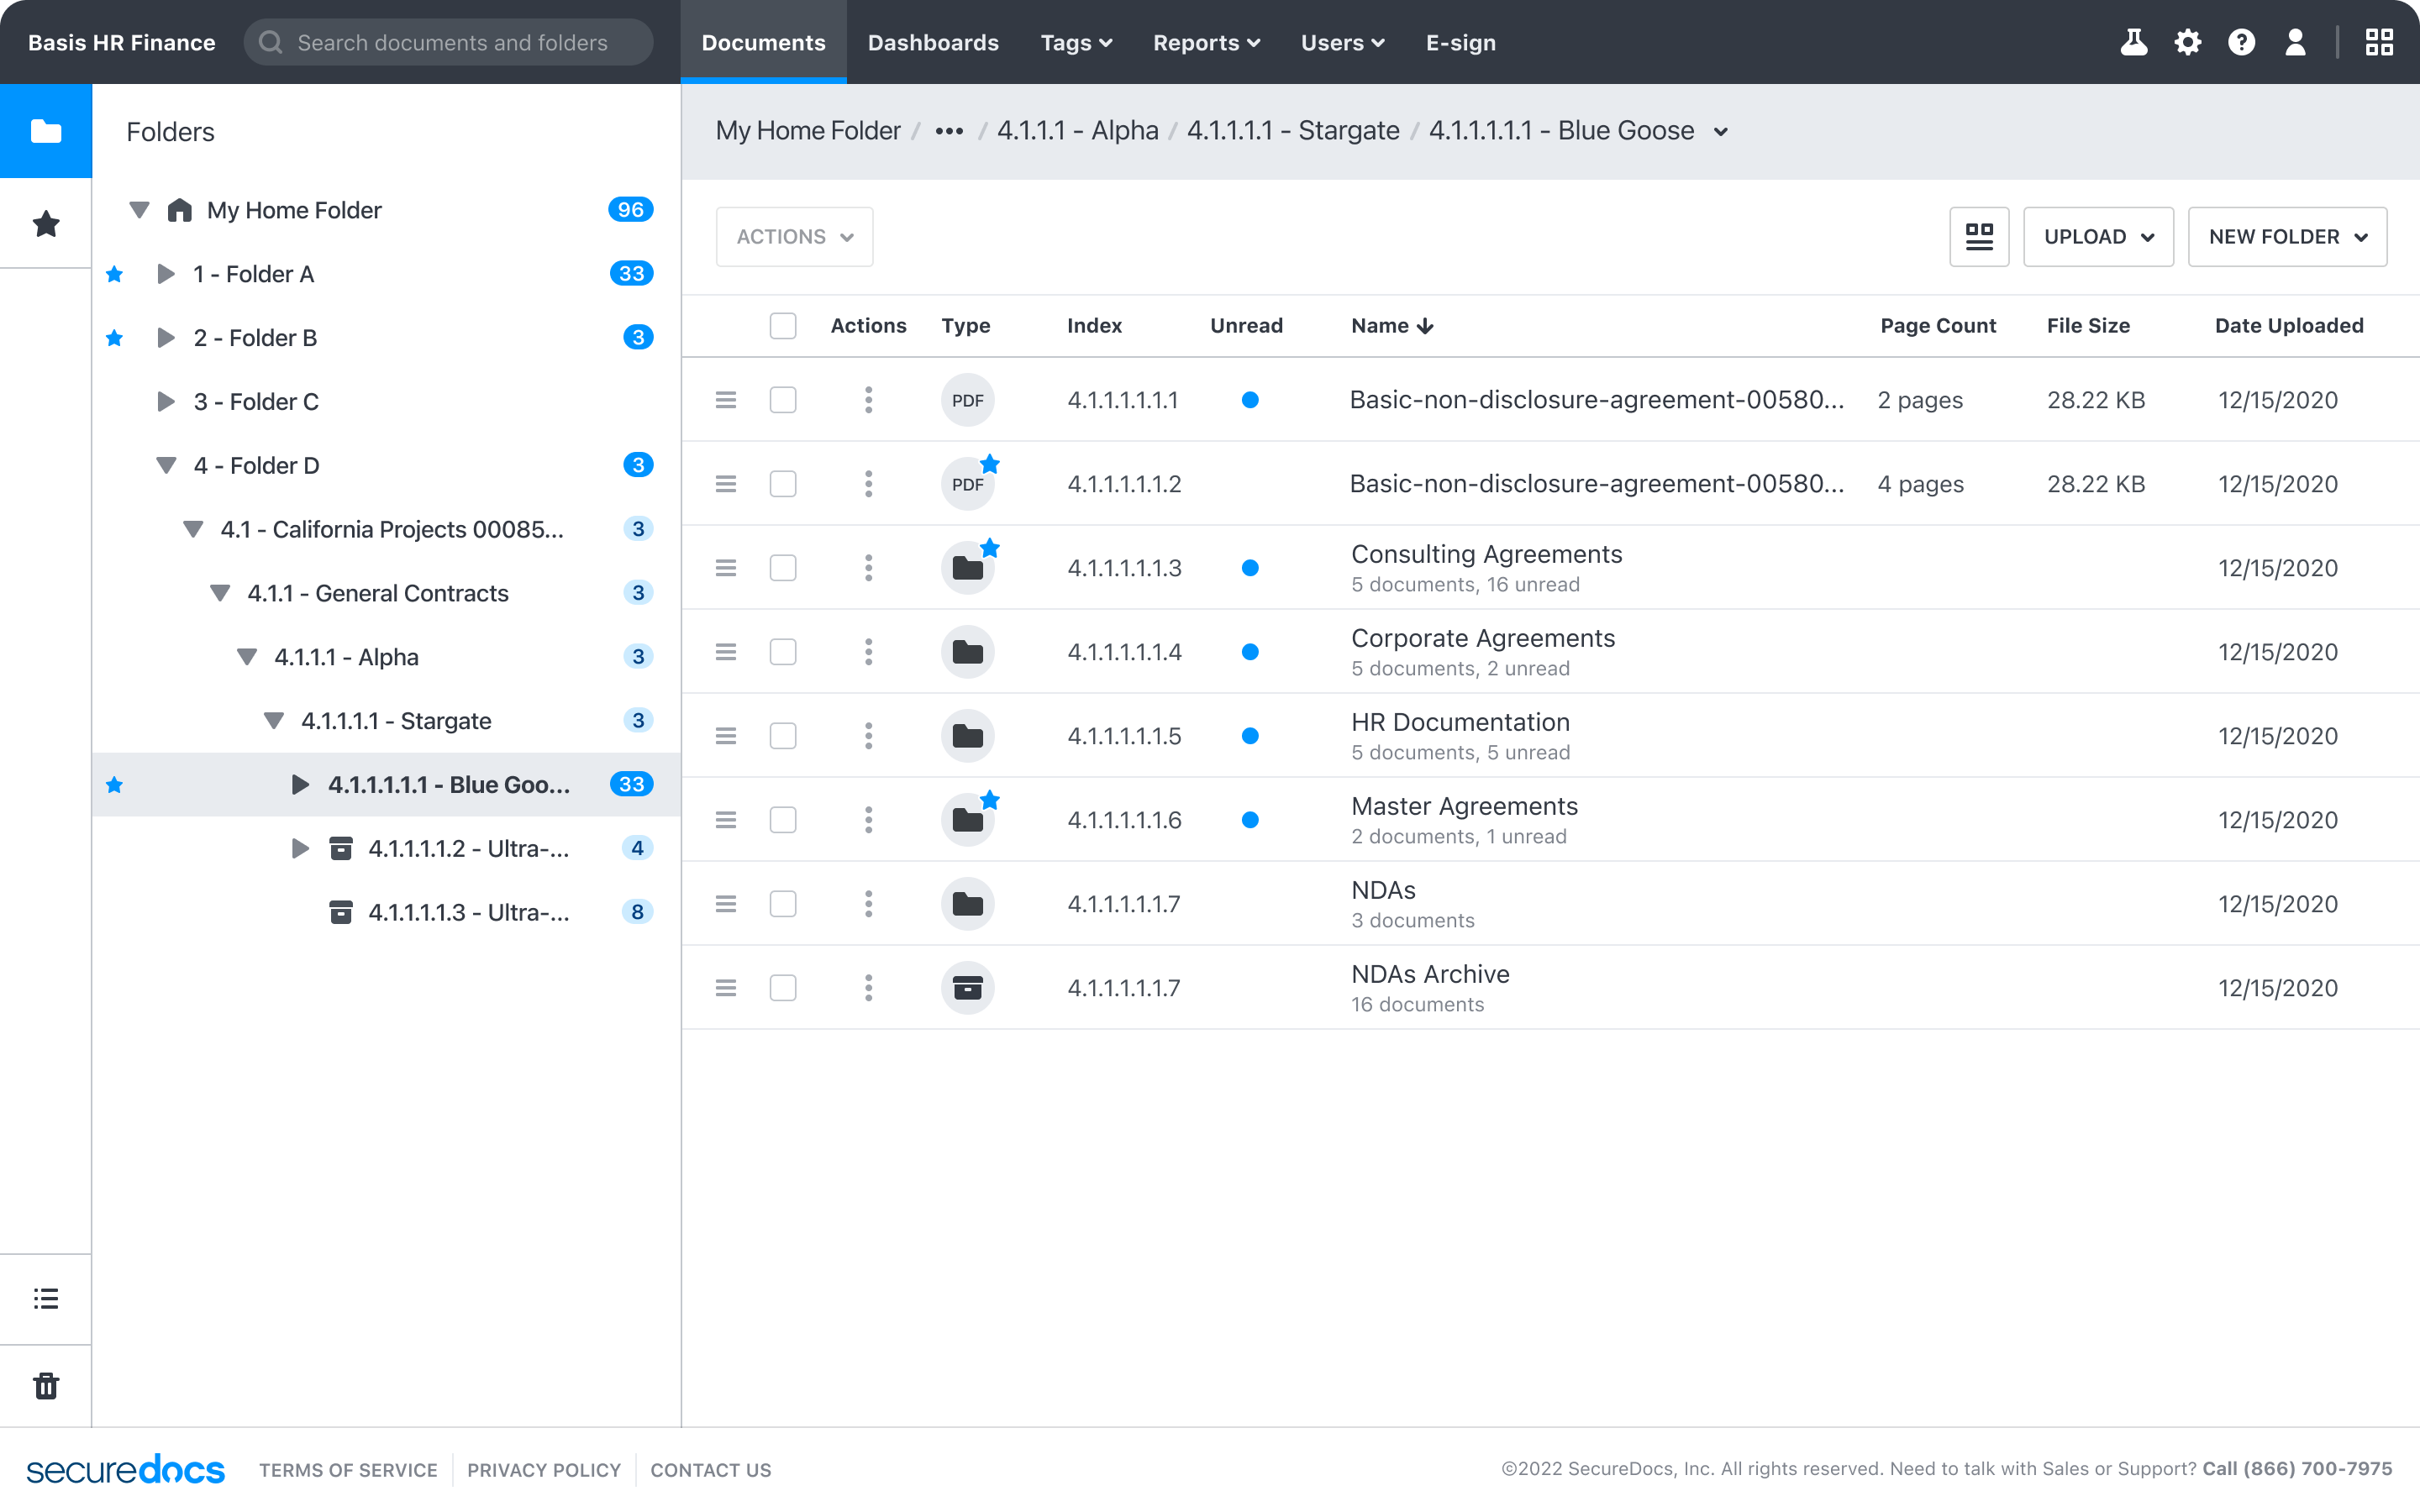 Basis HR Finance
Search documents and folders
Documents
Dashboards
Tags
Reports
Users
E-sign
Folders
My Home Folder 96
1 - Folder A 33
2 - Folder B 3
3 - Folder C
4 - Folder D 3
4.1 - California Projects 00085... 3
4.1.1 - General Contracts 3
4.1.1.1 - Alpha 3
4.1.1.1.1 - Stargate 3
4.1.1.1.1.1 - Blue Goo... 33
4.1.1.1.1.2 - Ultra-... 4
4.1.1.1.1.3 - Ultra-... 8
My Home Folder / ••• / 4.1.1.1 - Alpha / 4.1.1.1.1 - Stargate / 4.1.1.1.1.1 - Blue Goose
ACTIONS
UPLOAD
NEW FOLDER
Actions Type Index Unread Name Page Count File Size Date Uploaded
PDF 4.1.1.1.1.1.1 Basic-non-disclosure-agreement-00580... 2 pages 28.22 KB 12/15/2020
PDF 4.1.1.1.1.1.2 Basic-non-disclosure-agreement-00580... 4 pages 28.22 KB 12/15/2020
4.1.1.1.1.1.3 Consulting Agreements 12/15/2020
5 documents, 16 unread
4.1.1.1.1.1.4 Corporate Agreements 12/15/2020
5 documents, 2 unread
4.1.1.1.1.1.5 HR Documentation 12/15/2020
5 documents, 5 unread
4.1.1.1.1.1.6 Master Agreements 12/15/2020
2 documents, 1 unread
4.1.1.1.1.1.7 NDAs 12/15/2020
3 documents
4.1.1.1.1.1.7 NDAs Archive 12/15/2020
16 documents
securedocs
TERMS OF SERVICE
PRIVACY POLICY
CONTACT US
©2022 SecureDocs, Inc. All rights reserved. Need to talk with Sales or Support? Call (866) 700-7975